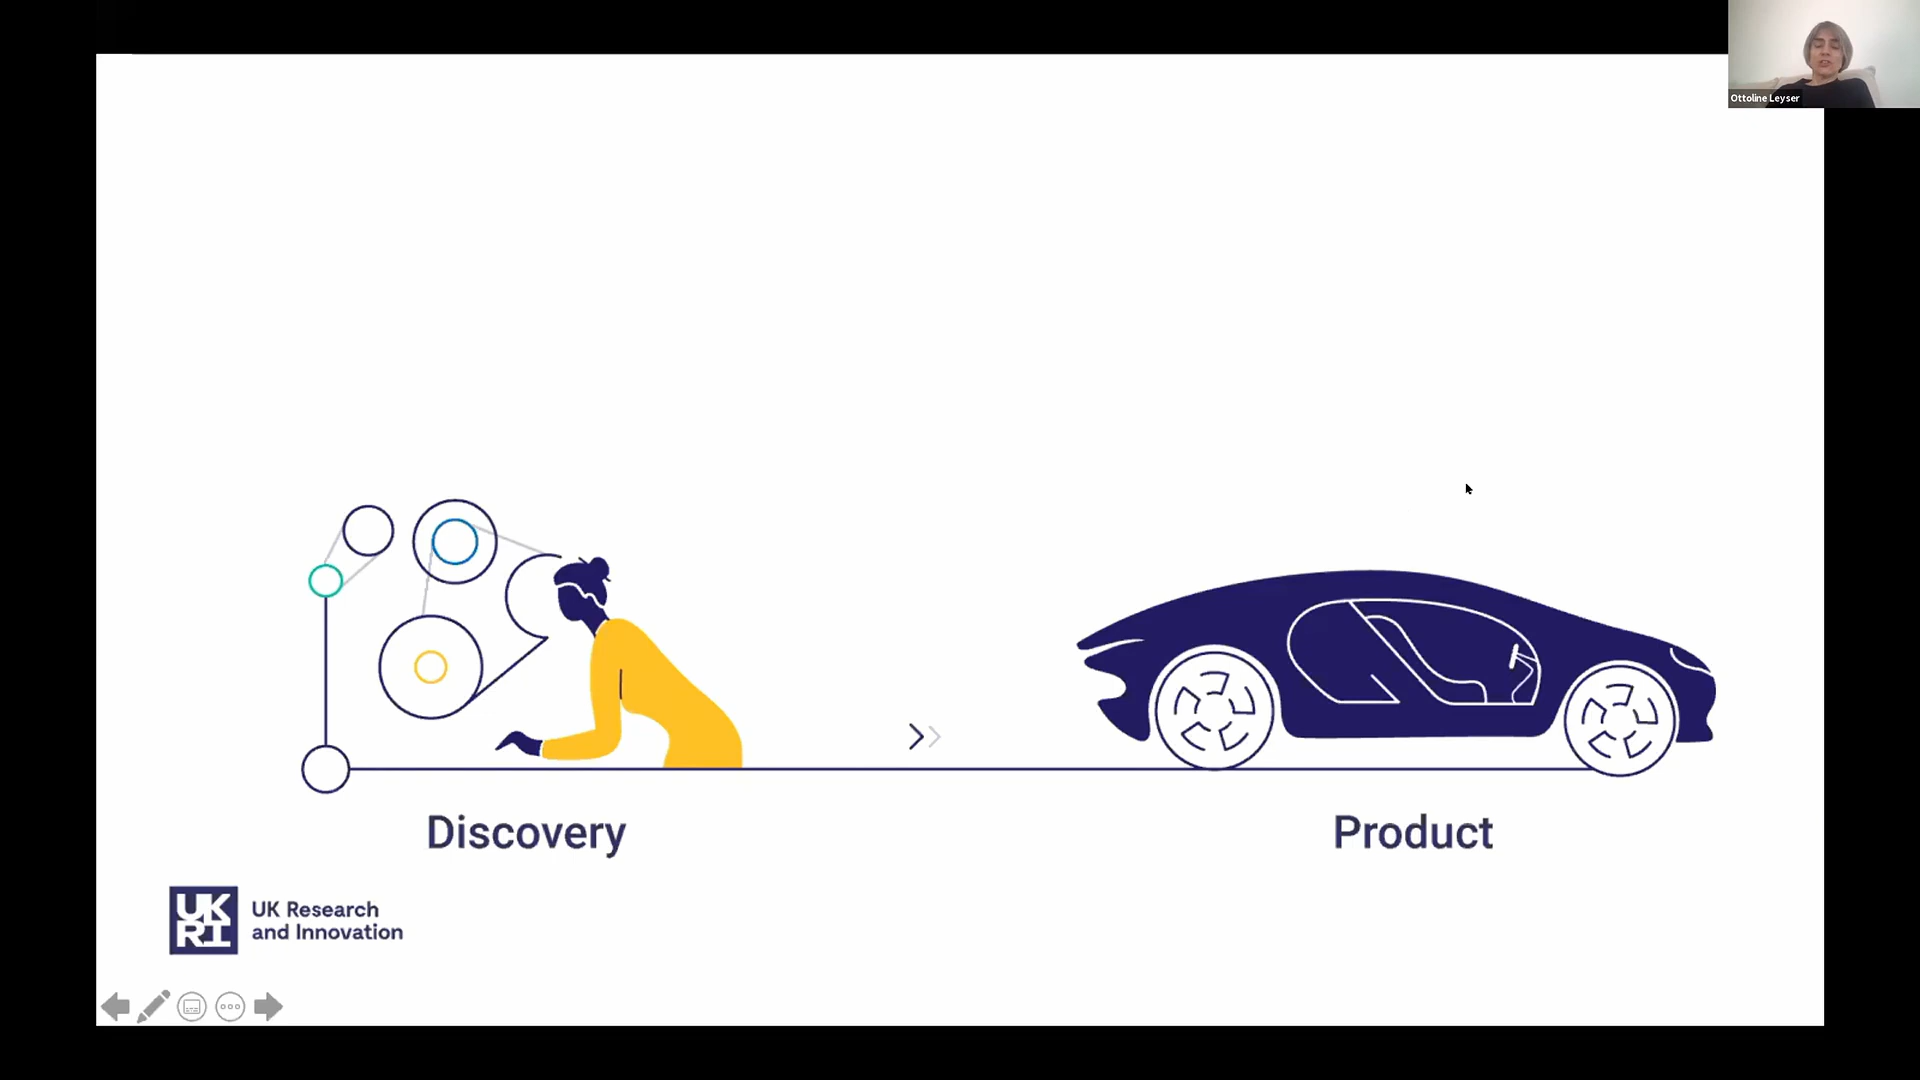 Ottoline Leyser
Discovery
Product
UK
RI
UK Research
and Innovation